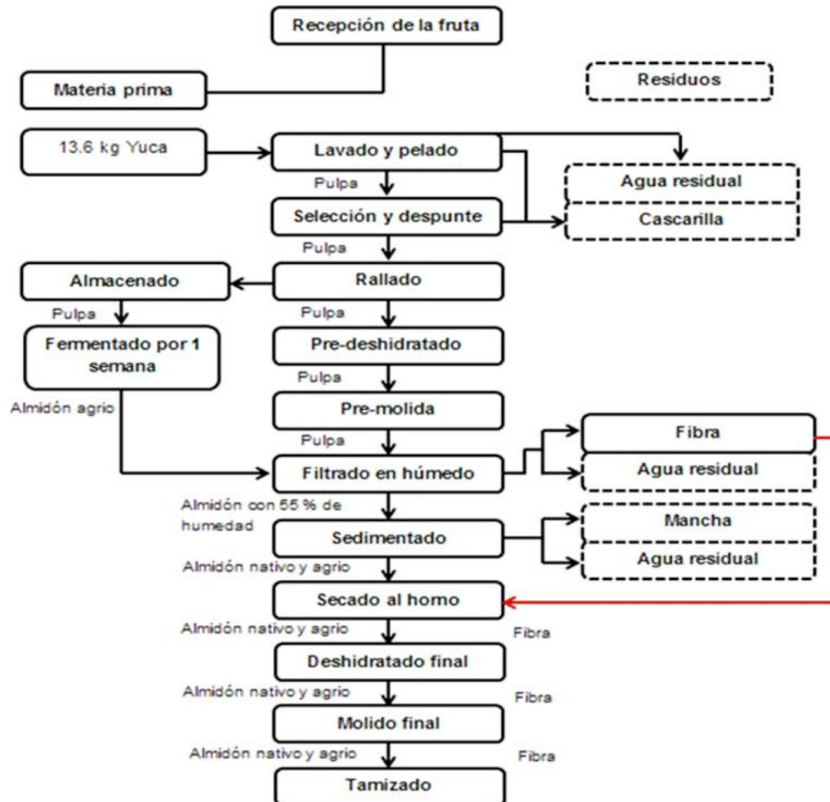 Recepción de la fruta
Materia prima
Residuos
13.6 kg Yuca
Lavado y pelado
Pulpa
Agua residual
Cascarilla
Selección y despunte
Pulpa
Almacenado
Rallado
Pulpa
Pulpa
Fermentado por 1
semana
Pre-deshidratado
Pulpa
Almidón agrio
Pre-molida
Pulpa
Fibra
Agua residual
Filtrado en húmedo
Almidón con 55 % de
humedad
Mancha
Agua residual
Sedimentado
Almidón nativo y agrio
Secado al horno
Almidón nativo y agrio
Fibra
Deshidratado final
Almidón nativo y agrio
Fibra
Molido final
Almidón nativo y agrio
Fibra
Tamizado